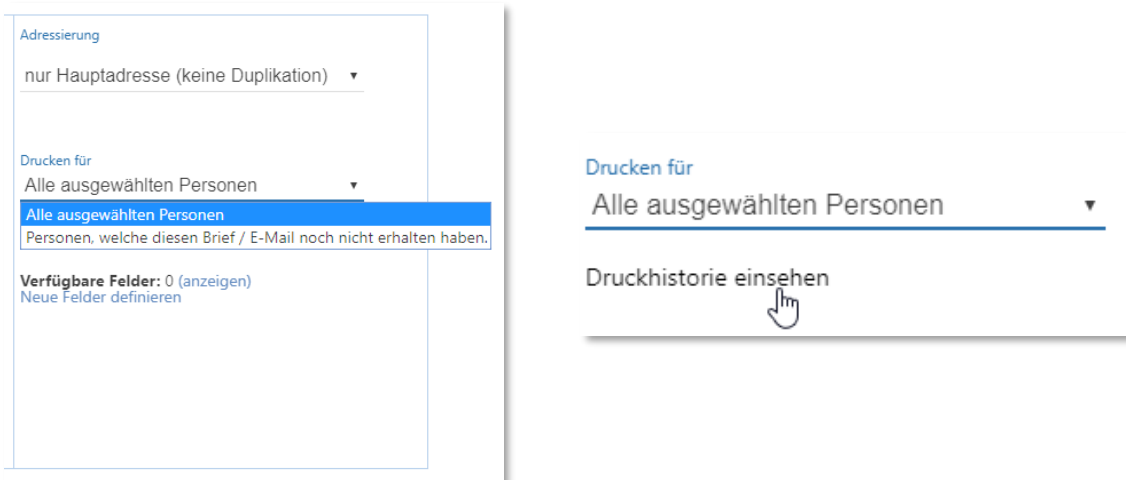 Adressierung
nur Hauptadresse (keine Duplikation)
Drucken für
Alle ausgewählten Personen
Alle ausgewählten Personen
Personen, welche diesen Brief / E-Mail noch nicht erhalten haben.
Verfügbare Felder: 0 (anzeigen)
Neue Felder definieren
Drucken für
Alle ausgewählten Personen
Druckhistorie einsehen